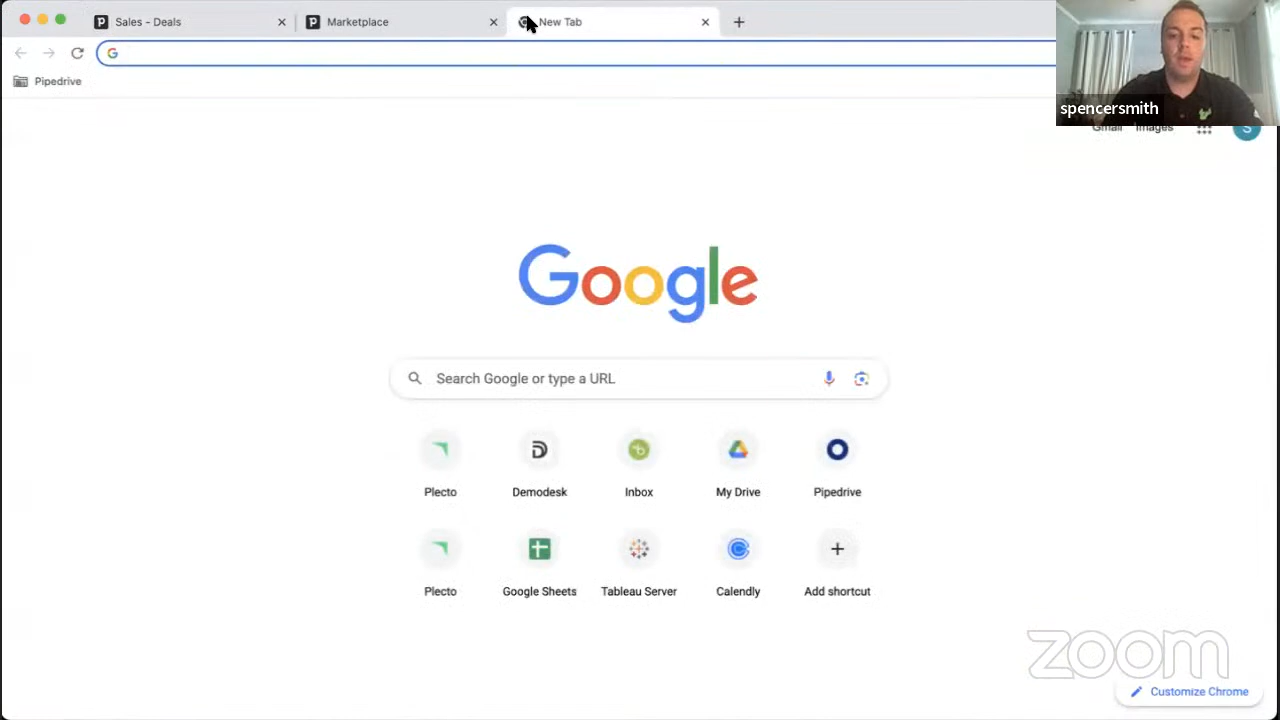 Sales - Deals
Marketplace
New Tab
Pipedrive
spencersmith
Gmail Images
S
Google
Search Google or type a URL
Plecto
Demodesk
Inbox
My Drive
Pipedrive
Plecto
Google Sheets
Tableau Server
Calendly
Add shortcut
zoom
Customize Chrome